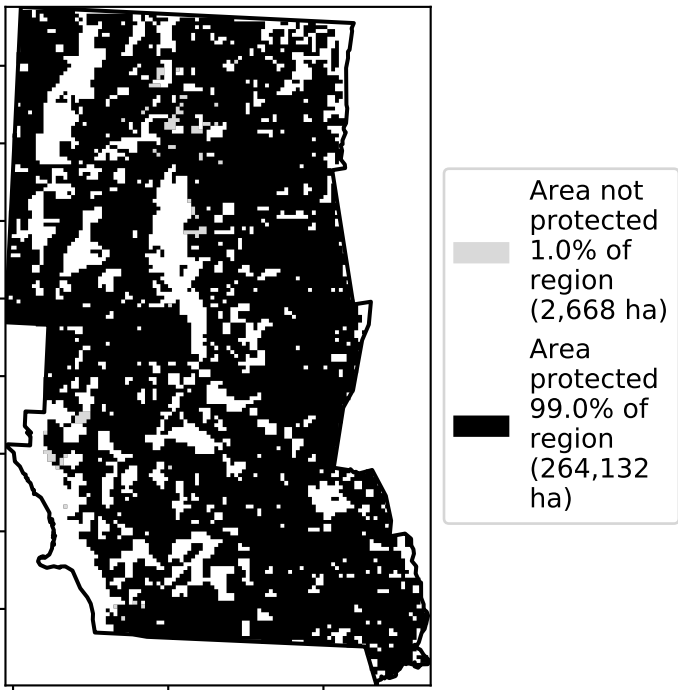 Area not
protected
1.0% of
region
(2,668 ha)
Area
protected
99.0% of
region
(264,132
ha)